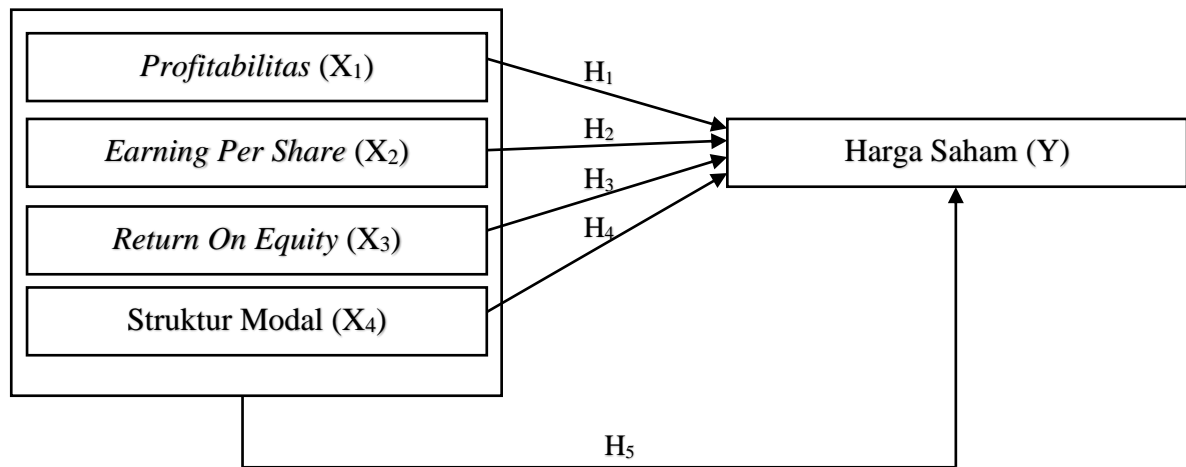 Profitabilitas (X₁)
H₁
Earning Per Share (X₂)
H₂
Harga Saham (Y)
Return On Equity (X₃)
H₃
H₄
Struktur Modal (X₄)
H₅